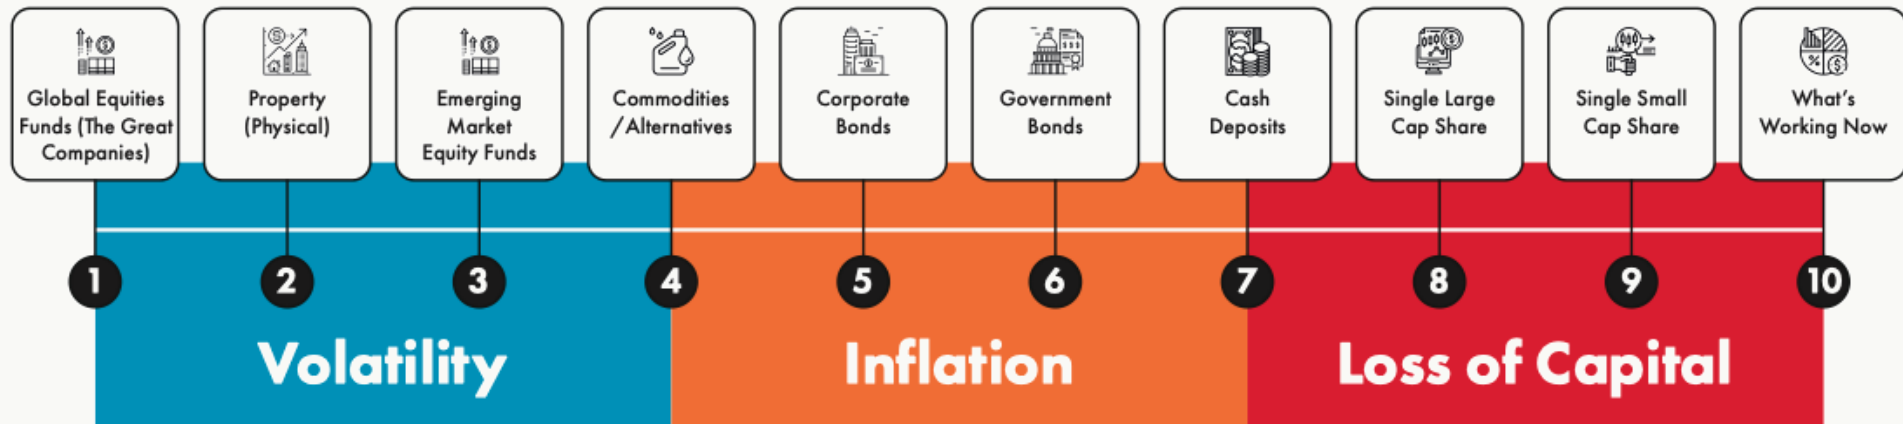 Global Equities
Funds (The Great
Companies)
Property
(Physical)
Emerging
Market
Equity Funds
Commodities
/Alternatives
Corporate
Bonds
Government
Bonds
Cash
Deposits
Single Large
Cap Share
Single Small
Cap Share
What's
Working Now
1
2
3
4
5
6
7
8
9
10
Volatility
Inflation
Loss of Capital